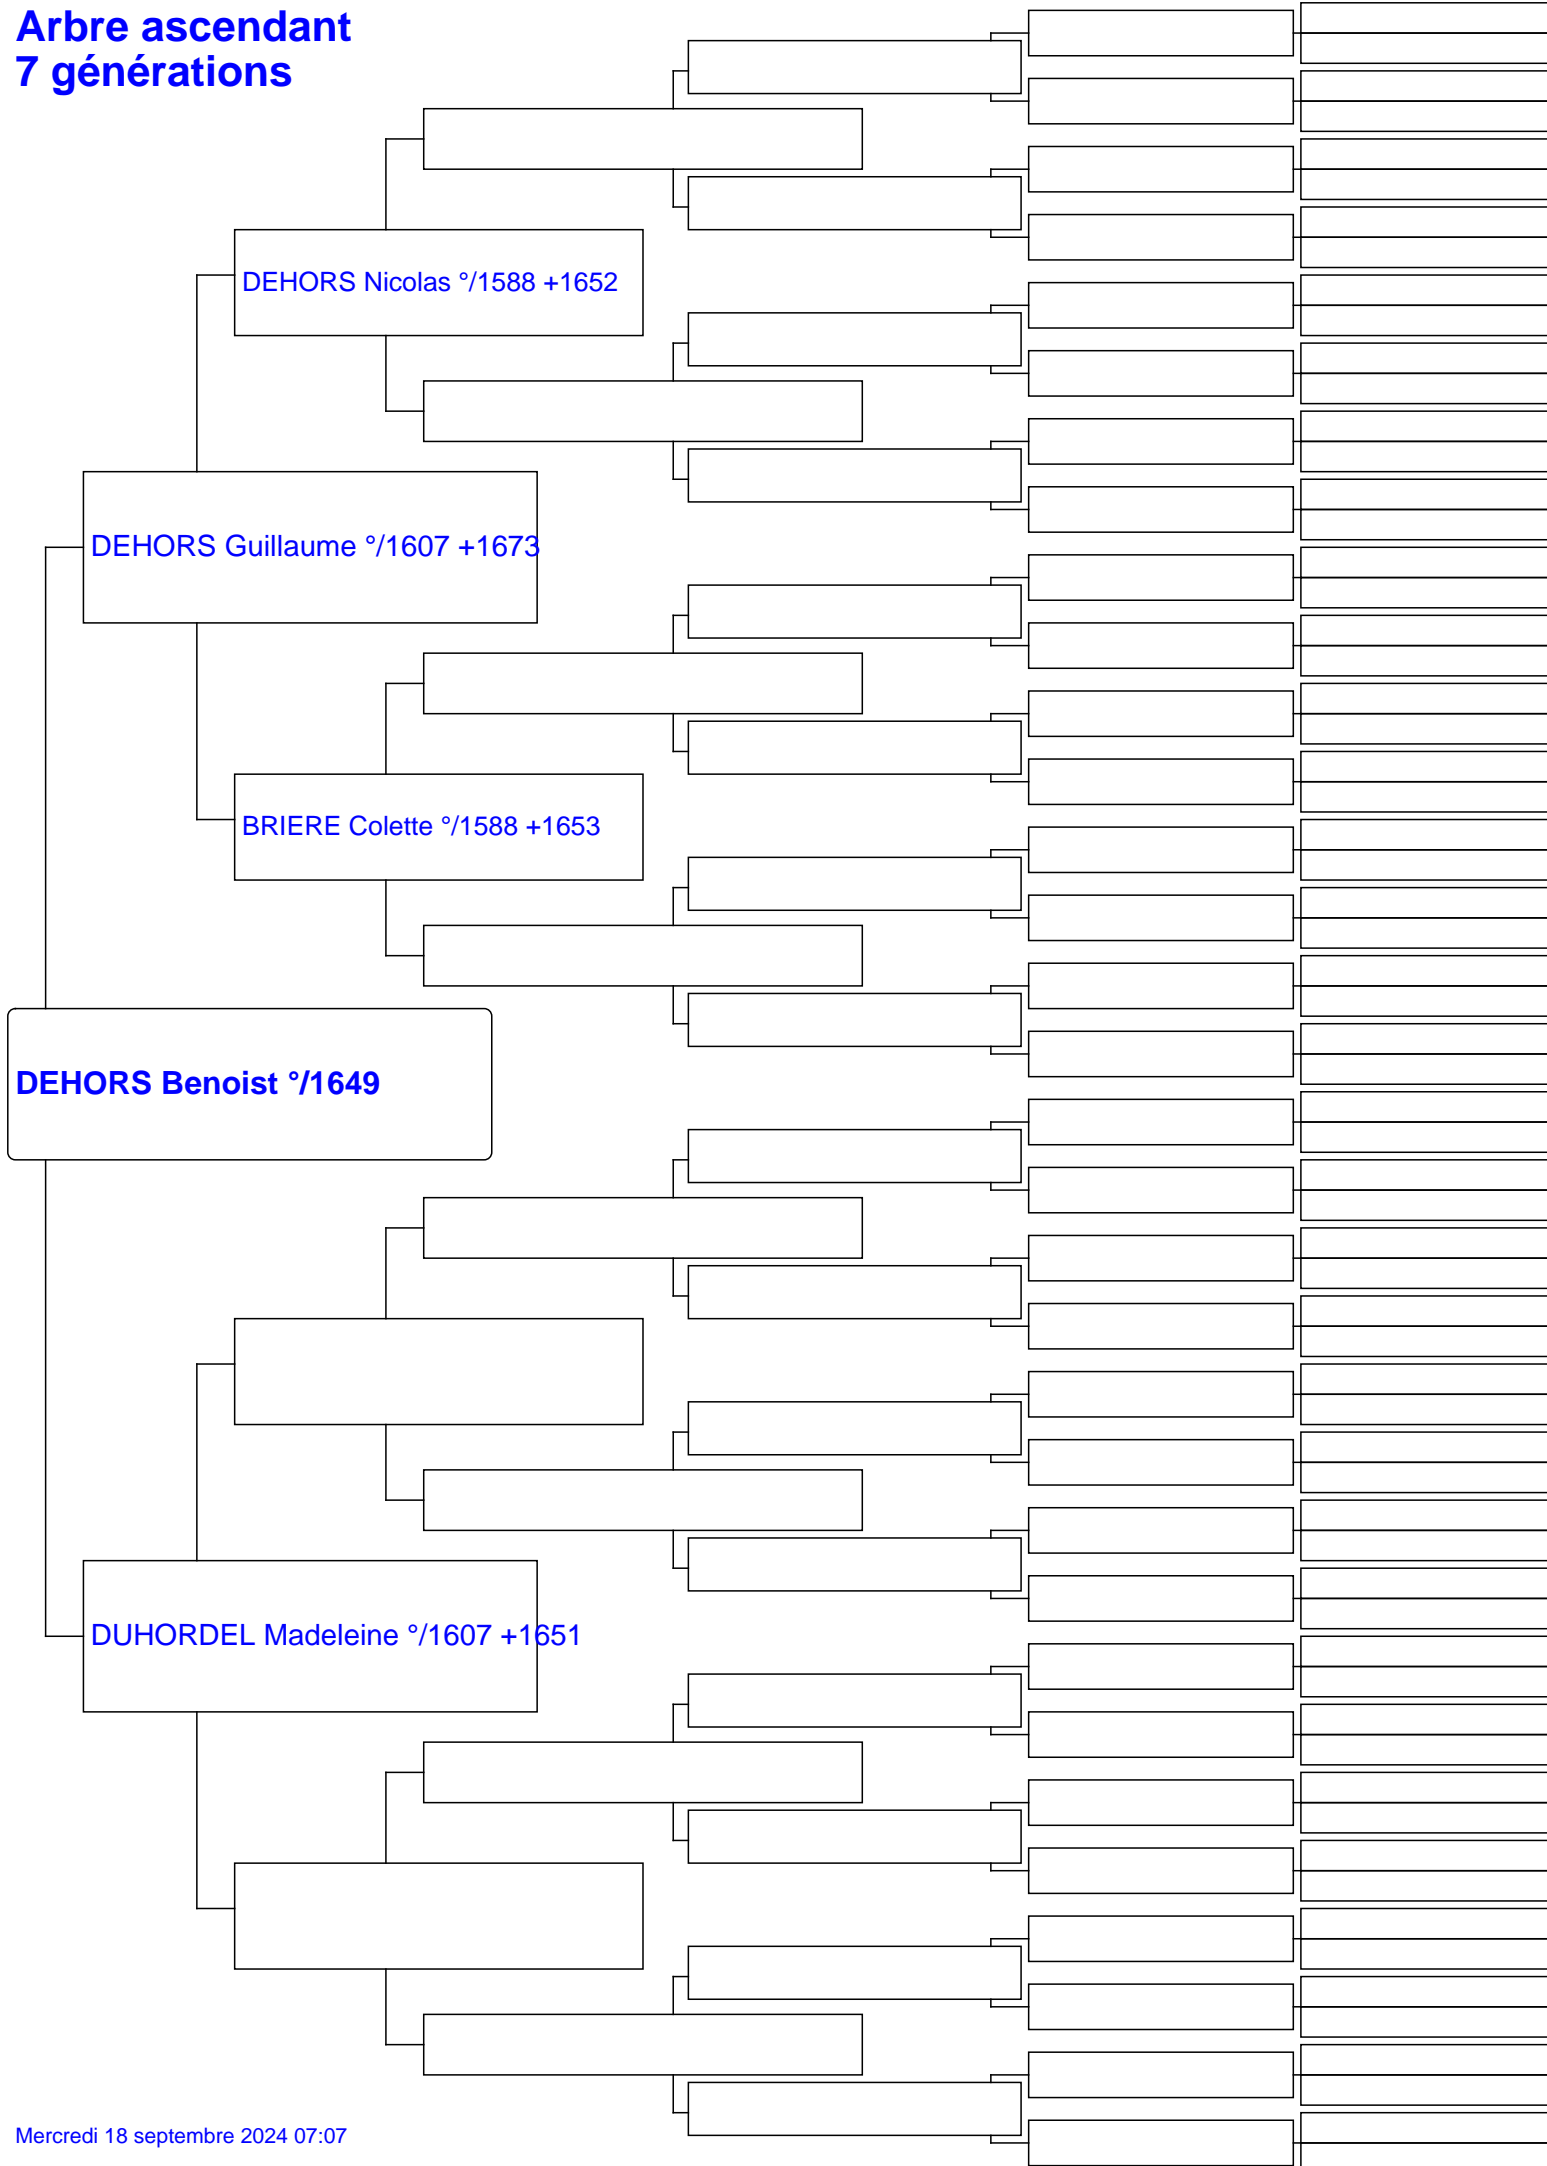 Arbre ascendant
7 générations
DEHORS Nicolas °/1588 +1652
DEHORS Guillaume °/1607 +1673
BRIERE Colette °/1588 +1653
DEHORS Benoist °/1649
DUHORDEL Madeleine °/1607 +1651
Mercredi 18 septembre 2024 07:07